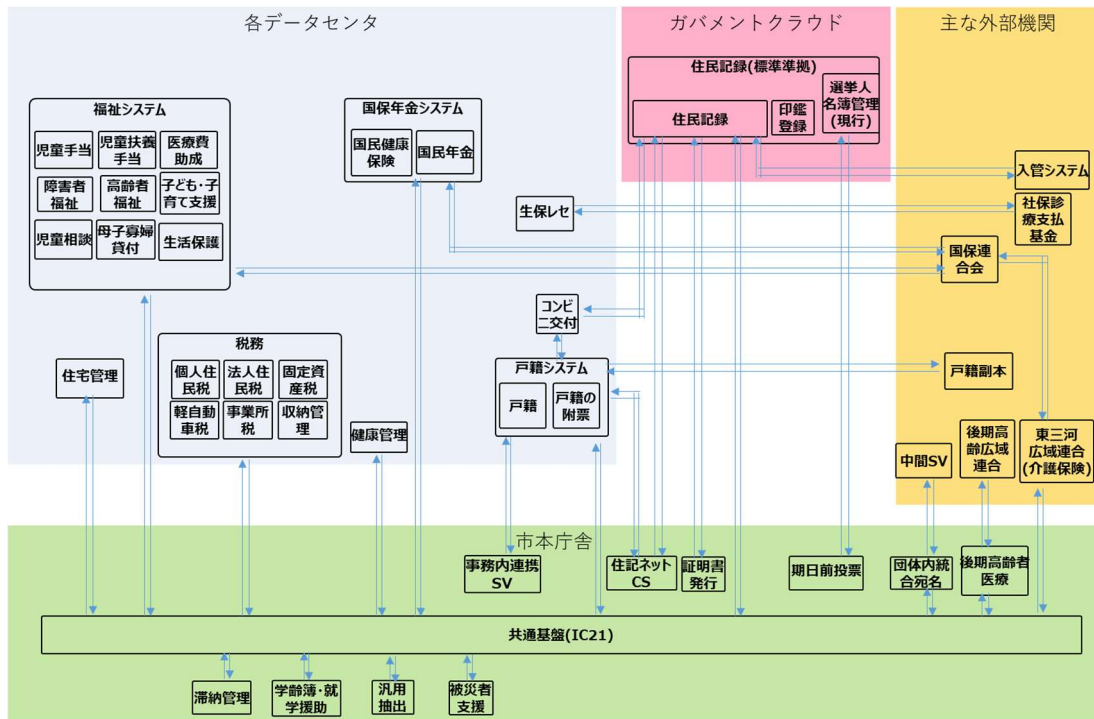 各データセンタ
ガバメントクラウド
主な外部機関
住民記録(標準準拠)
住民記録
印鑑
登録
選挙人
名簿管理
(現行)
福祉システム
児童手当
児童扶養
手当
医療費
助成
障害者
福祉
高齢者
福祉
子ども・子
育て支援
児童相談
母子寡婦
貸付
生活保護
国保年金システム
国民健康
保険
国民年金
生保レセ
入管システム
社保診
療支払
基金
国保連
合会
コンビ
ニ交付
住宅管理
税務
個人住
民税
法人住
民税
固定資
産税
軽自動
車税
事業所
税
収納管
理
健康管理
戸籍システム
戸籍
戸籍の
附票
戸籍副本
中間SV
後期高
齢広域
連合
東三河
広域連合
(介護保険)
市本庁舎
事務内連携
SV
住記ネット
CS
証明書
発行
期日前投票
団体内統
合宛名
後期高齢者
医療
共通基盤(IC21)
滞納管理
学齢簿・就
学援助
汎用
抽出
被災者
支援